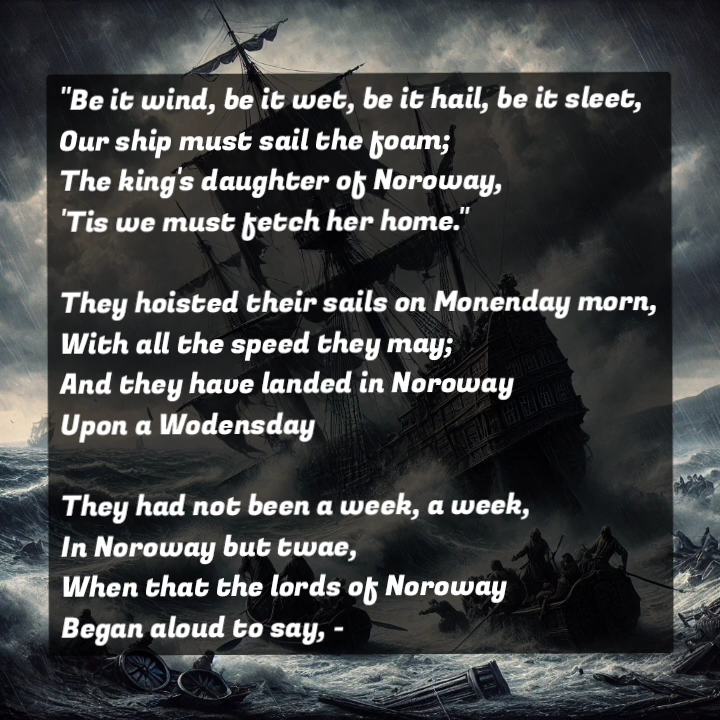 "Be it wind, be it wet, be it hail, be it sleet,
Our ship must sail the foam;
The king's daughter of Noroway,
'Tis we must fetch her home."
They hoisted their sails on Monenday morn,
With all the speed they may;
And they have landed in Noroway
Upon a Wodensday
They had not been a week, a week,
In Noroway but twae,
When that the lords of Noroway
Began aloud to say, -